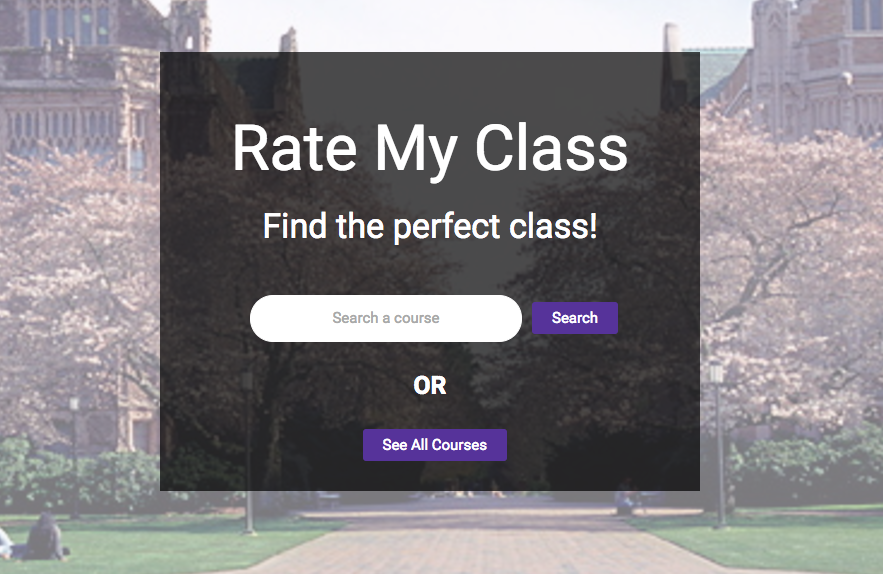 Rate My Class
Find the perfect class!
Search a course
Search
OR
See All Courses